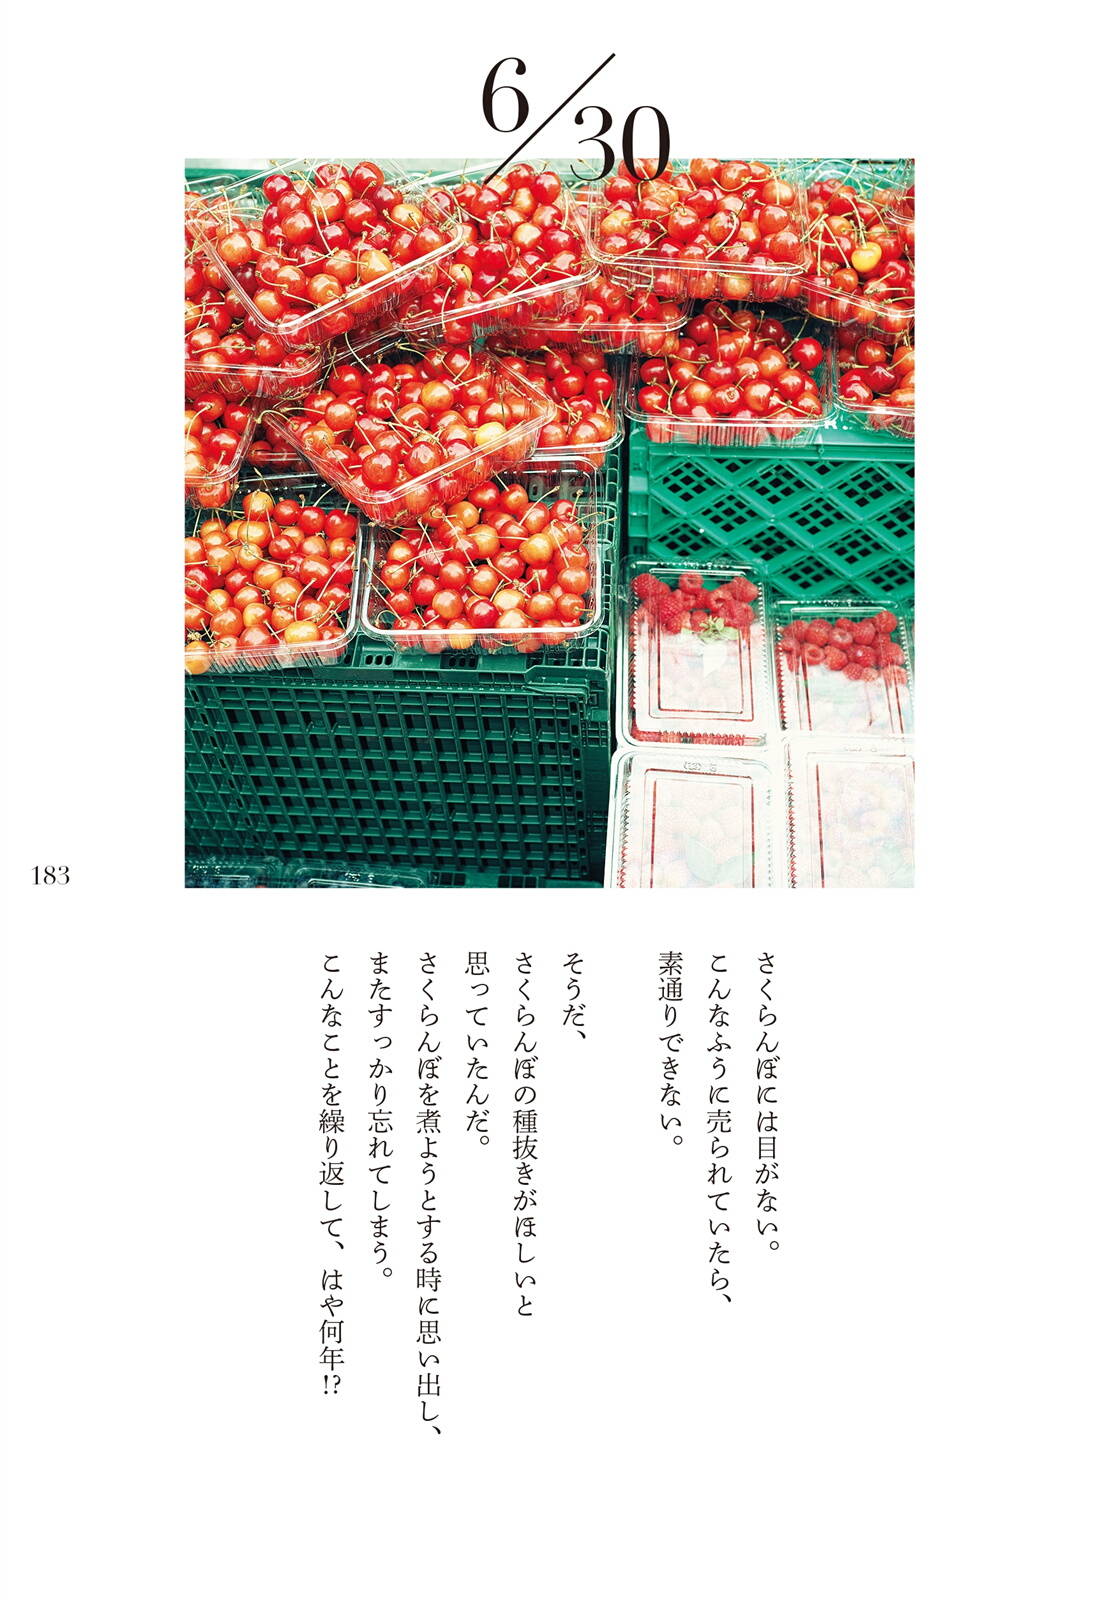 6/30
さくらんぼには目がない。
こんなふうに売られていたら、
素通りできない。
そうだ、
さくらんぼの種抜きがほしいと
思っていたんだ。
さくらんぼを煮ようとする時に思い出し、
またすっかり忘れてしまう。
こんなことを繰り返して、はや何年!?
183